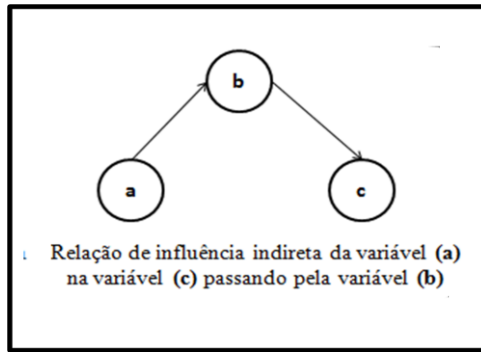 b
a
c
Relação de influência indireta da variável (a)
na variável (c) passando pela variável (b)